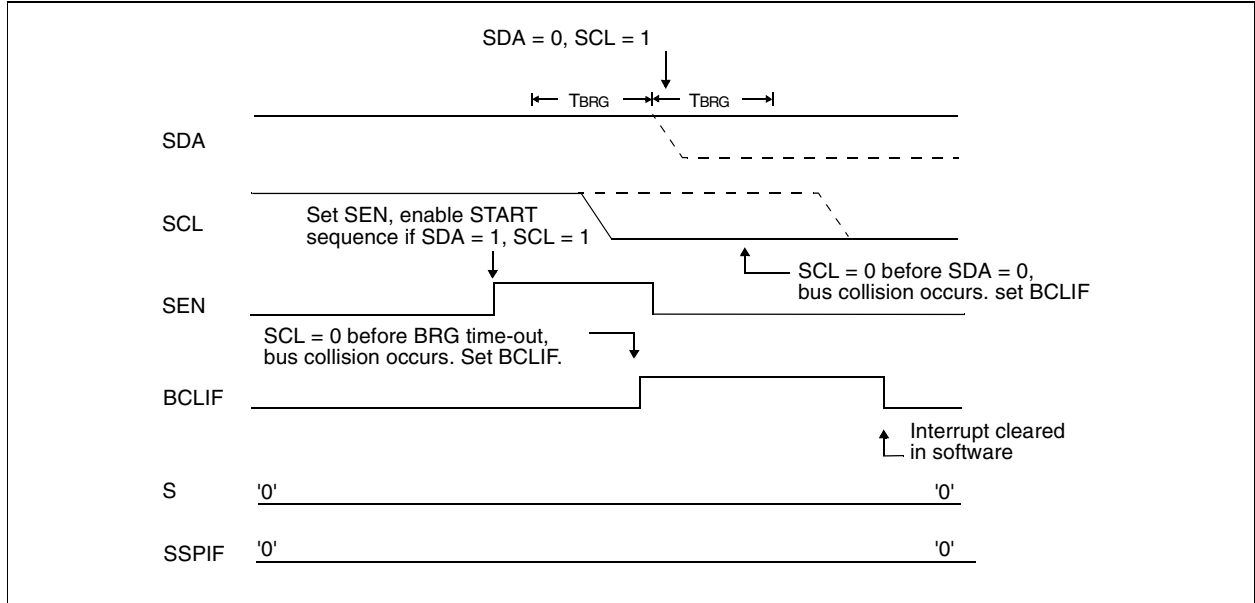 SDA = 0, SCL = 1
TBRG TBRG
SDA
SCL
Set SEN, enable START
sequence if SDA = 1, SCL = 1
SCL = 0 before SDA = 0,
bus collision occurs. set BCLIF
SEN
SCL = 0 before BRG time-out,
bus collision occurs. Set BCLIF.
BCLIF
Interrupt cleared
in software
S '0' '0'
SSPIF '0' '0'